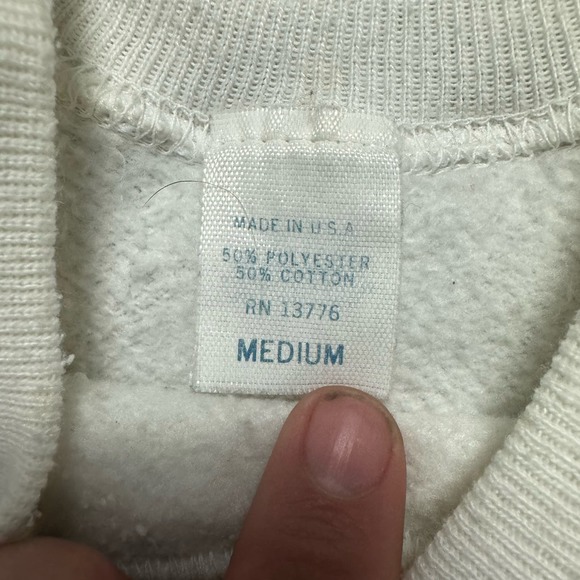 MADE IN U.S.A
50% POLYESTER
50% COTTON
RN 13776
MEDIUM